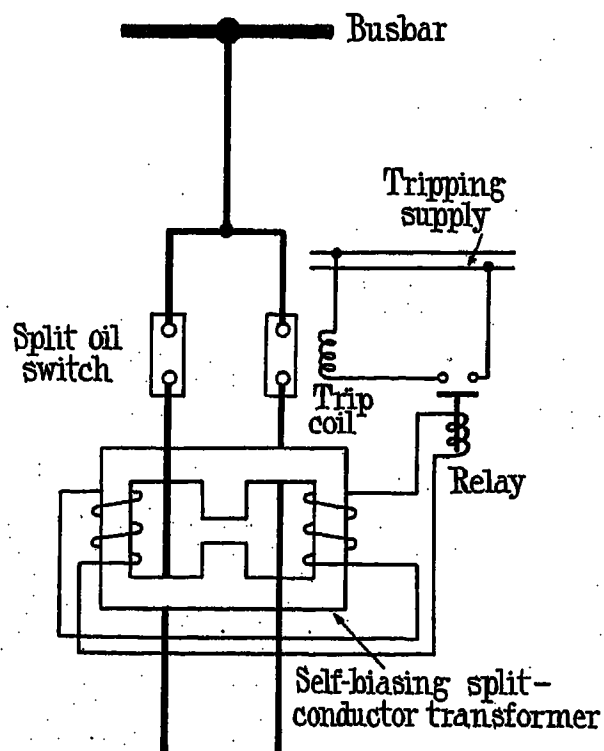 Busbar
Tripping
supply
Split oil
switch
Trip
coil
Relay
Self-biasing split-
conductor transformer